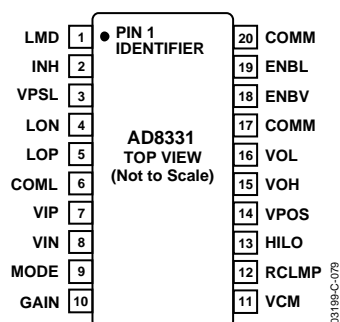 LMD 1 ● PIN 1 IDENTIFIER 20 COMM
INH 2 19 ENBL
VPSL 3 18 ENBV
LON 4 17 COMM
AD8331
TOP VIEW
(Not to Scale)
LOP 5 16 VOL
COML 6 15 VOH
VIP 7 14 VPOS
VIN 8 13 HILO
MODE 9 12 RCLMP
GAIN 10 11 VCM
03199-C-079